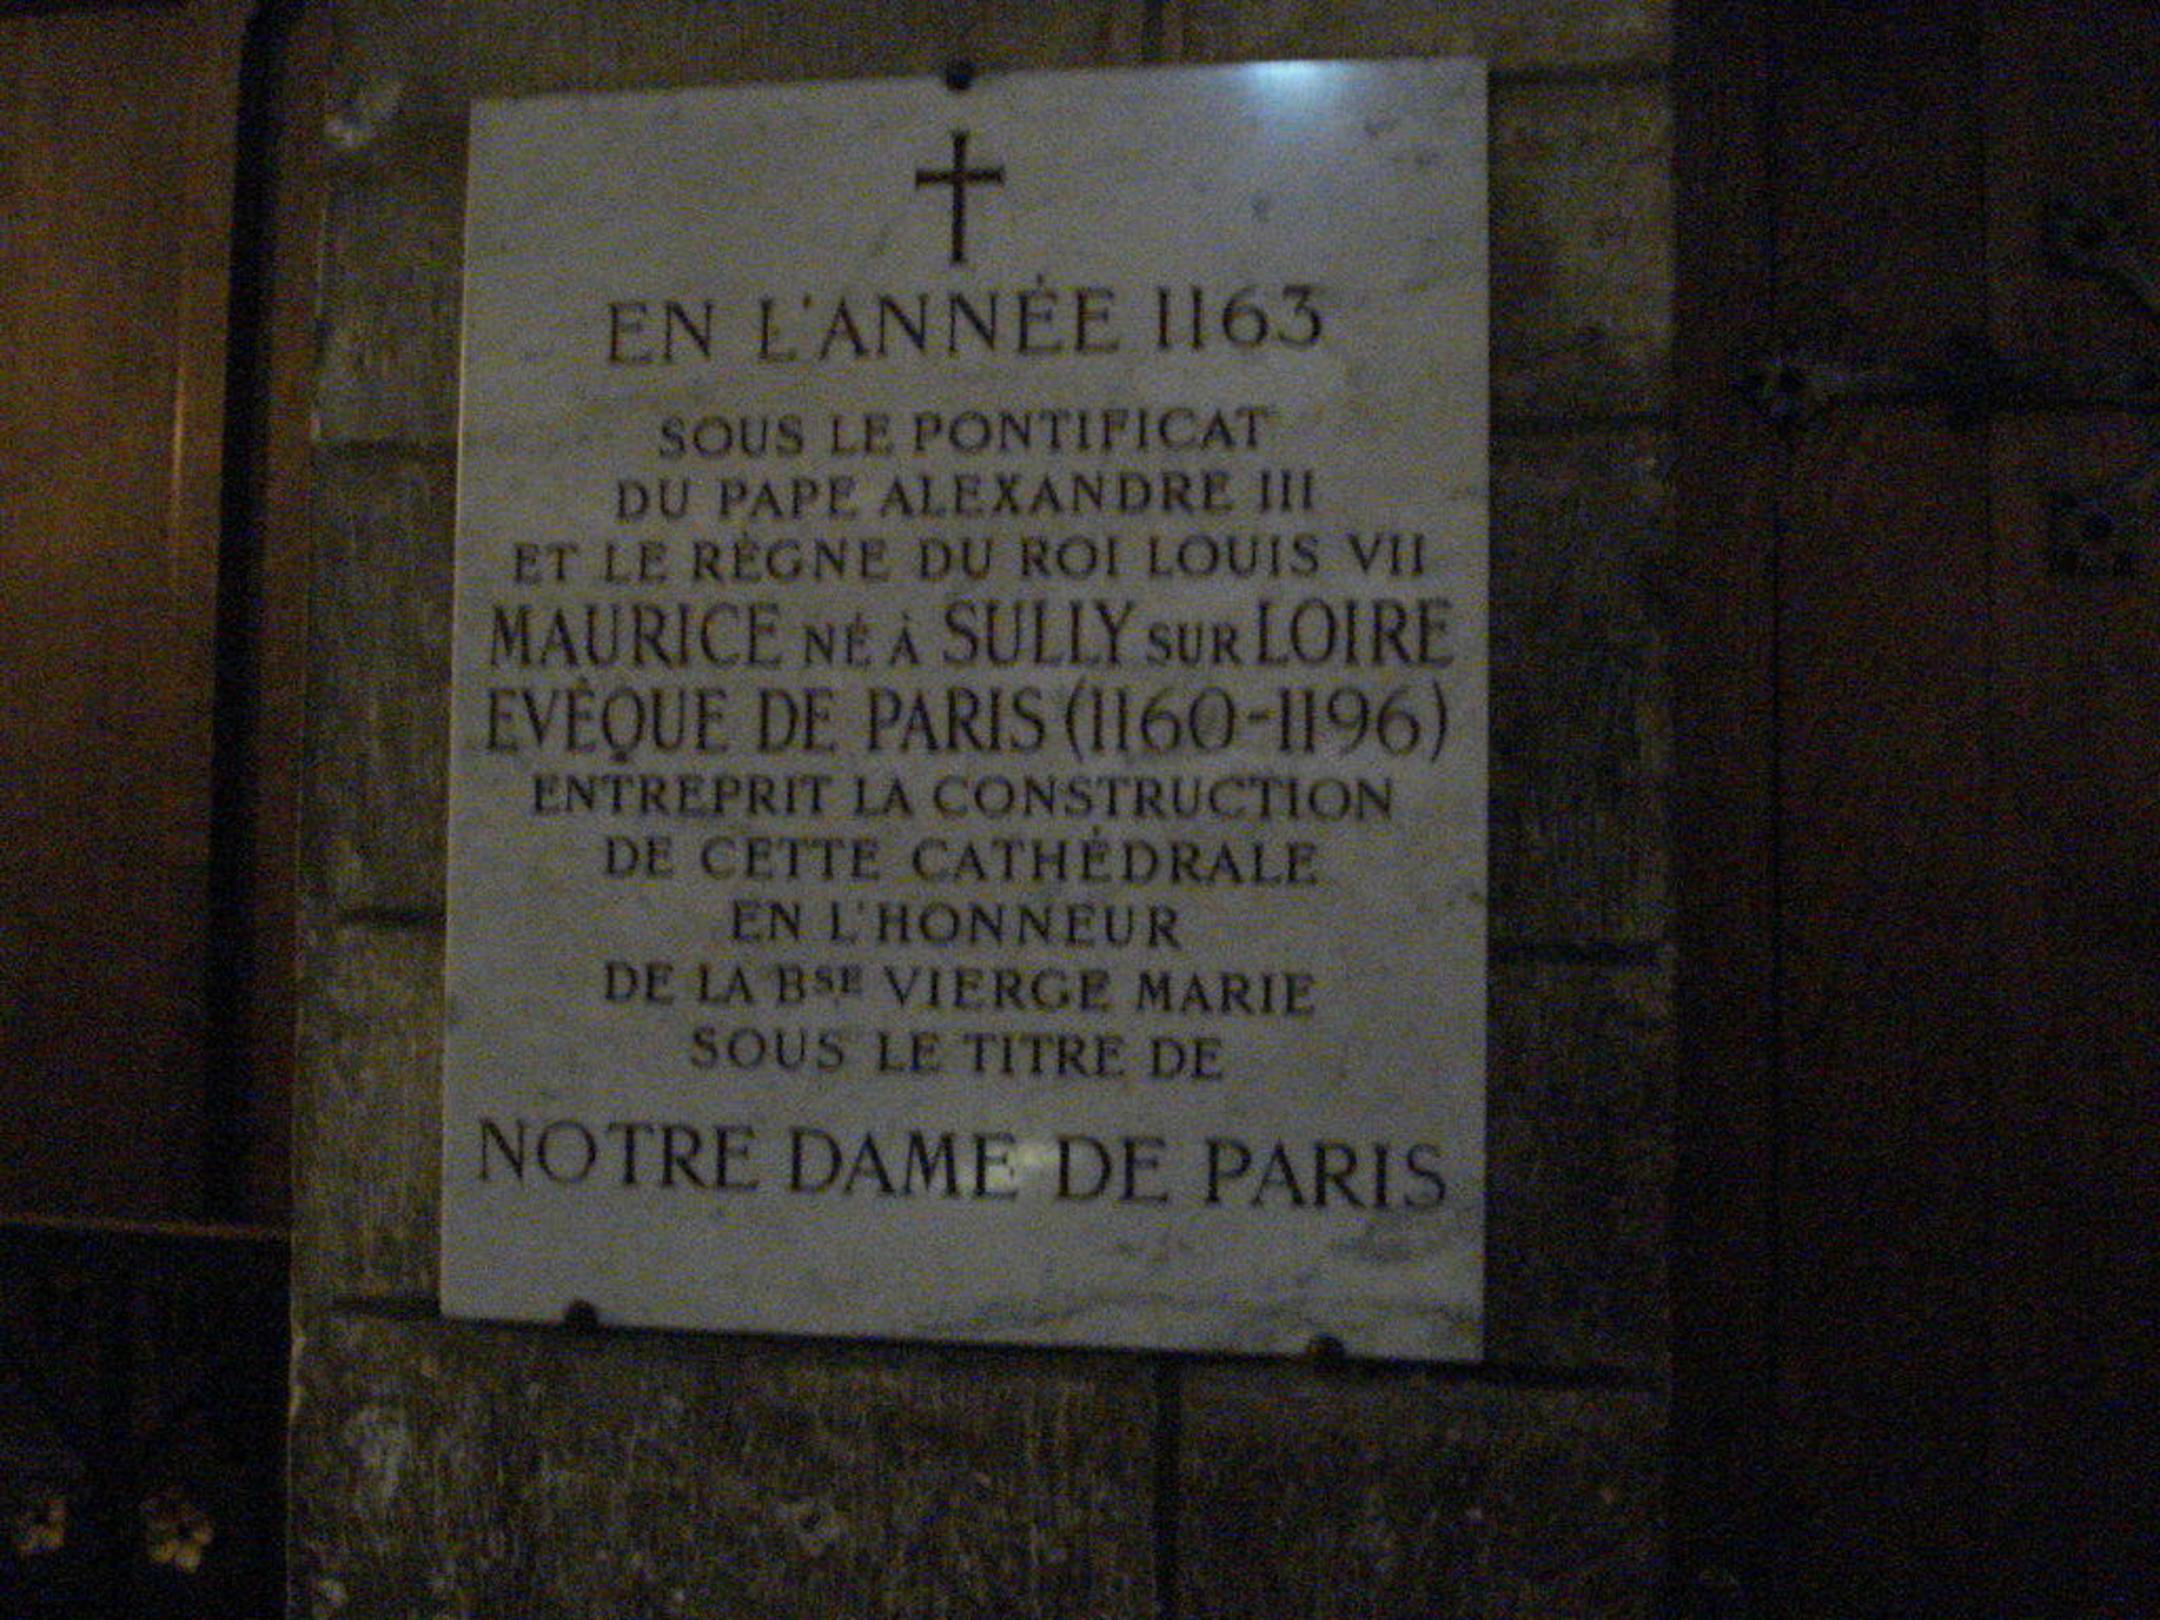 EN L'ANNÉE 1163
SOUS LE PONTIFICAT
DU PAPE ALEXANDRE III
ET LE RÈGNE DU ROI LOUIS VII
MAURICE NÉ À SULLY SUR LOIRE
EVÊQUE DE PARIS (1160-1196)
ENTREPRIT LA CONSTRUCTION
DE CETTE CATHÉDRALE
EN L'HONNEUR
DE LA BSE VIERGE MARIE
SOUS LE TITRE DE
NOTRE DAME DE PARIS